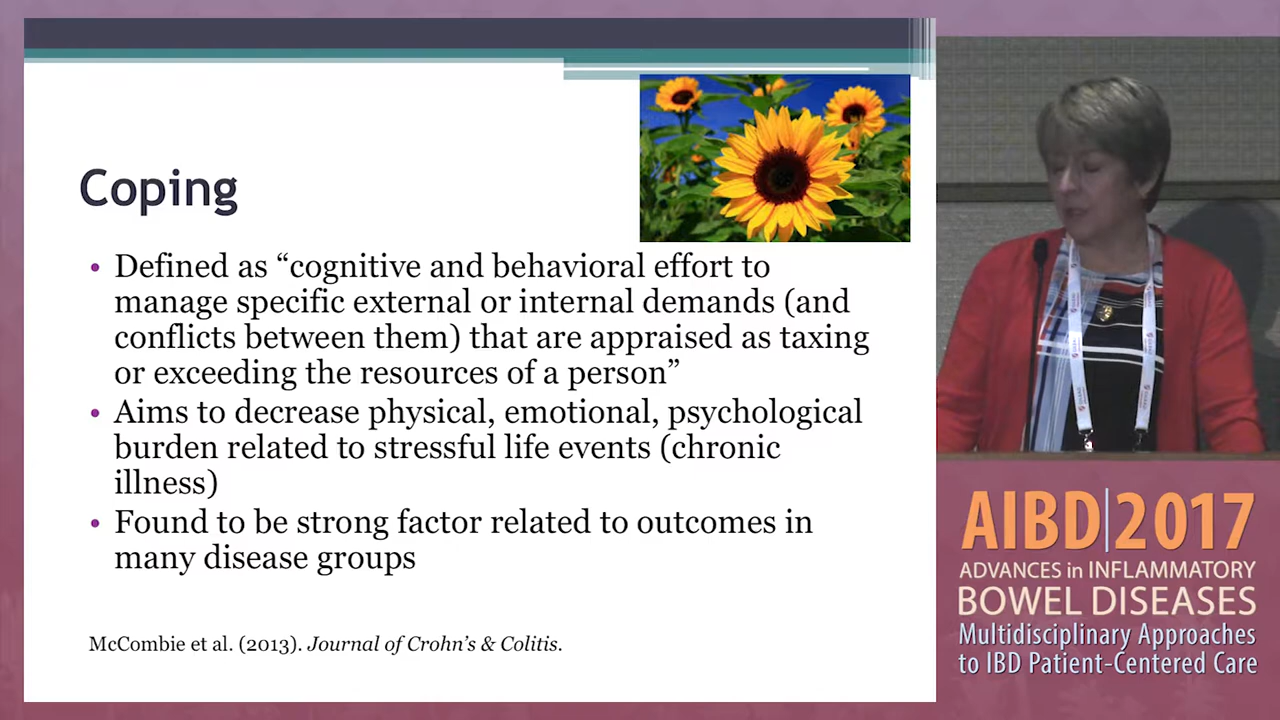 Coping
• Defined as “cognitive and behavioral effort to
manage specific external or internal demands (and
conflicts between them) that are appraised as taxing
or exceeding the resources of a person”
• Aims to decrease physical, emotional, psychological
burden related to stressful life events (chronic
illness)
• Found to be strong factor related to outcomes in
many disease groups
McCombie et al. (2013). Journal of Crohn’s & Colitis.
AIBD|2017
ADVANCES in INFLAMMATORY
BOWEL DISEASES
Multidisciplinary Approaches
to IBD Patient-Centered Care